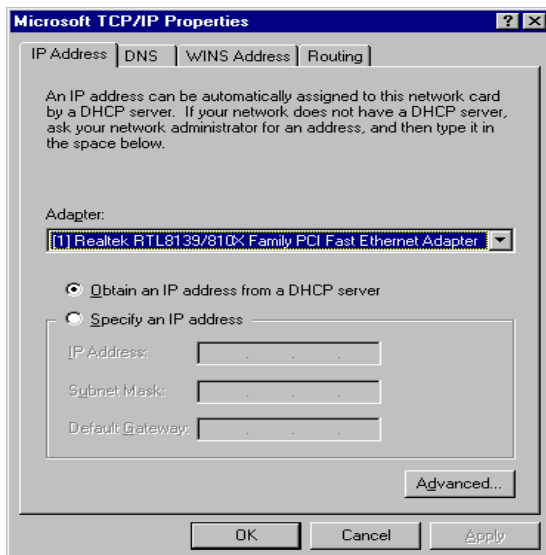 Microsoft TCP/IP Properties
? X
IP Address DNS WINS Address Routing
An IP address can be automatically assigned to this network card
by a DHCP server. If your network does not have a DHCP server,
ask your network administrator for an address, and then type it in
the space below.
Adapter:
[1] Realtek RTL8139/810X Family PCI Fast Ethernet Adapter
Obtain an IP address from a DHCP server
Specify an IP address
IP Address:
Subnet Mask:
Default Gateway:
Advanced...
OK Cancel Apply